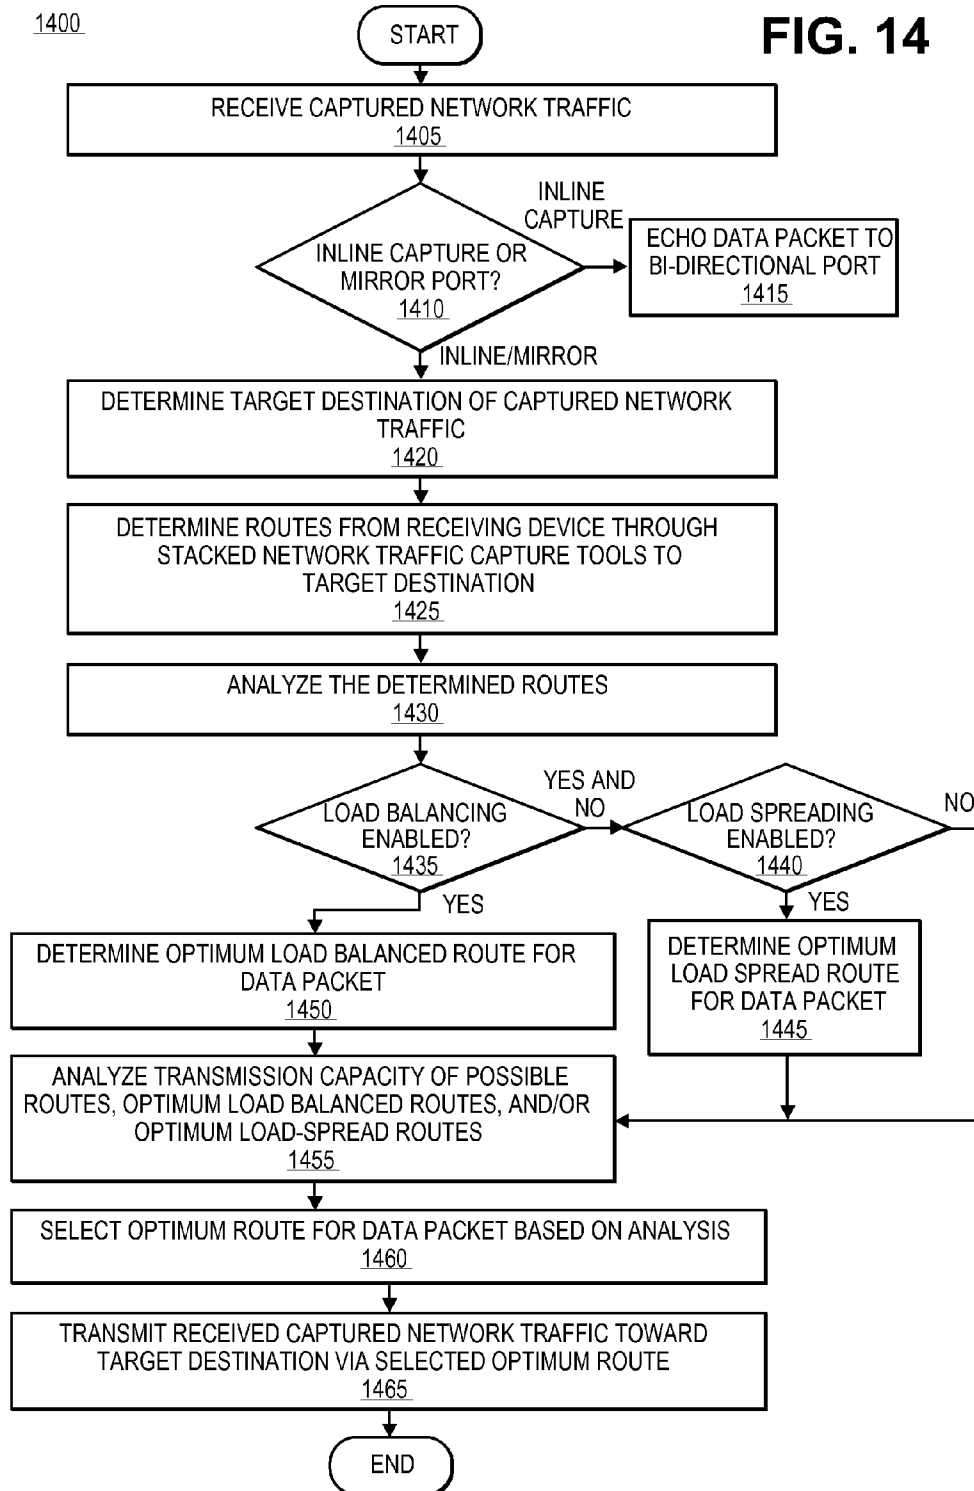 1400
FIG. 14
START
RECEIVE CAPTURED NETWORK TRAFFIC
1405
INLINE
CAPTURE
INLINE CAPTURE OR
MIRROR PORT?
1410
ECHO DATA PACKET TO
BI-DIRECTIONAL PORT
1415
INLINE/MIRROR
DETERMINE TARGET DESTINATION OF CAPTURED NETWORK
TRAFFIC
1420
DETERMINE ROUTES FROM RECEIVING DEVICE THROUGH
STACKED NETWORK TRAFFIC CAPTURE TOOLS TO
TARGET DESTINATION
1425
ANALYZE THE DETERMINED ROUTES
1430
LOAD BALANCING
ENABLED?
1435
YES AND
NO
LOAD SPREADING
ENABLED?
1440
NO
YES
YES
DETERMINE OPTIMUM LOAD BALANCED ROUTE FOR
DATA PACKET
1450
DETERMINE OPTIMUM
LOAD SPREAD ROUTE
FOR DATA PACKET
1445
ANALYZE TRANSMISSION CAPACITY OF POSSIBLE
ROUTES, OPTIMUM LOAD BALANCED ROUTES, AND/OR
OPTIMUM LOAD-SPREAD ROUTES
1455
SELECT OPTIMUM ROUTE FOR DATA PACKET BASED ON ANALYSIS
1460
TRANSMIT RECEIVED CAPTURED NETWORK TRAFFIC TOWARD
TARGET DESTINATION VIA SELECTED OPTIMUM ROUTE
1465
END